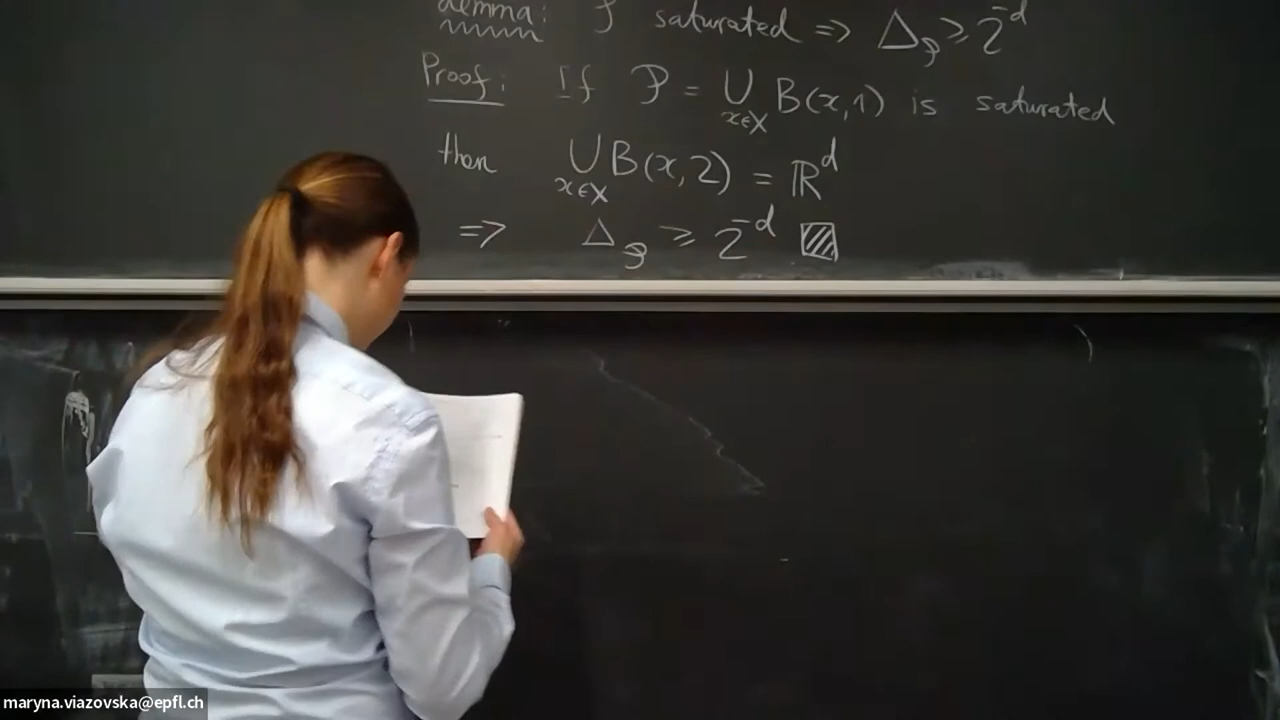 Lemma: P saturated => Δ_P ≥ 2^{-d}
Proof: If P = ∪_{x∈X} B(x,1) is saturated
then ∪_{x∈X} B(x,2) = ℝ^d
=> Δ_P ≥ 2^{-d} ▨
maryna.viazovska@epfl.ch